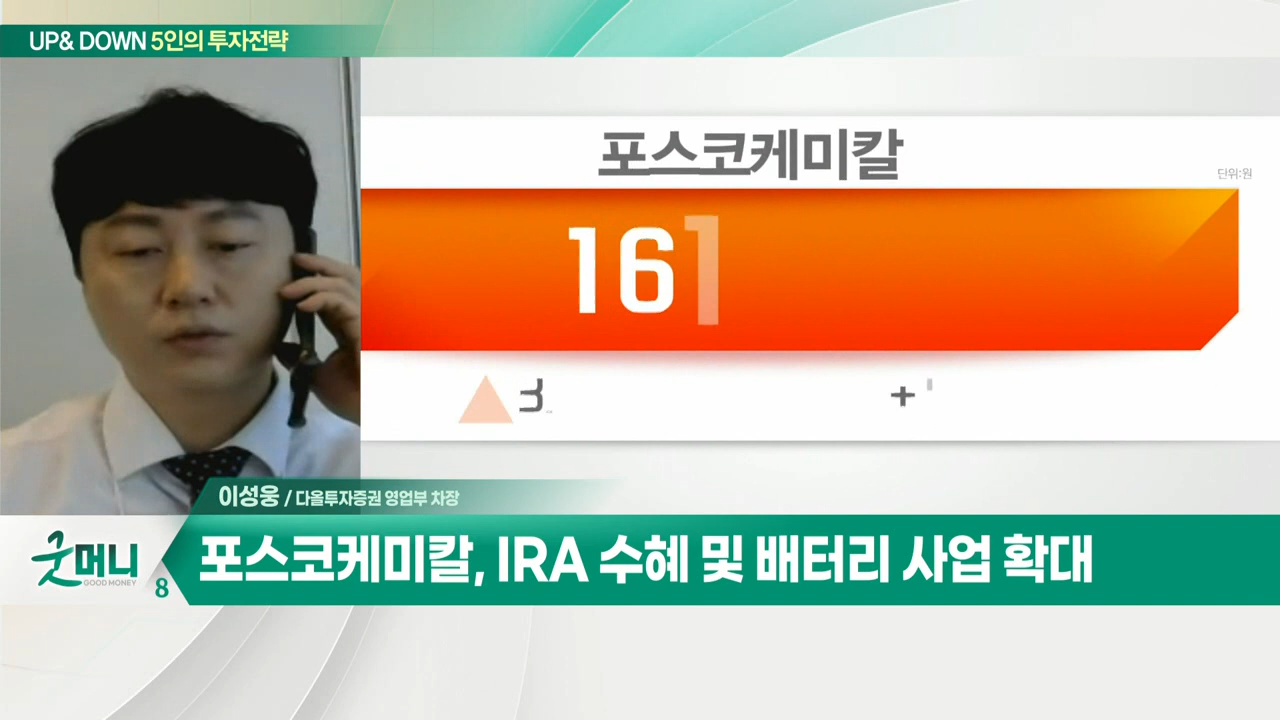 UP& DOWN 5인의 투자전략
포스코케미칼
단위:원
161
▲ 3
+
이성웅 / 다올투자증권 영업부 차장
굿머니
GOOD MONEY
8
포스코케미칼, IRA 수혜 및 배터리 사업 확대